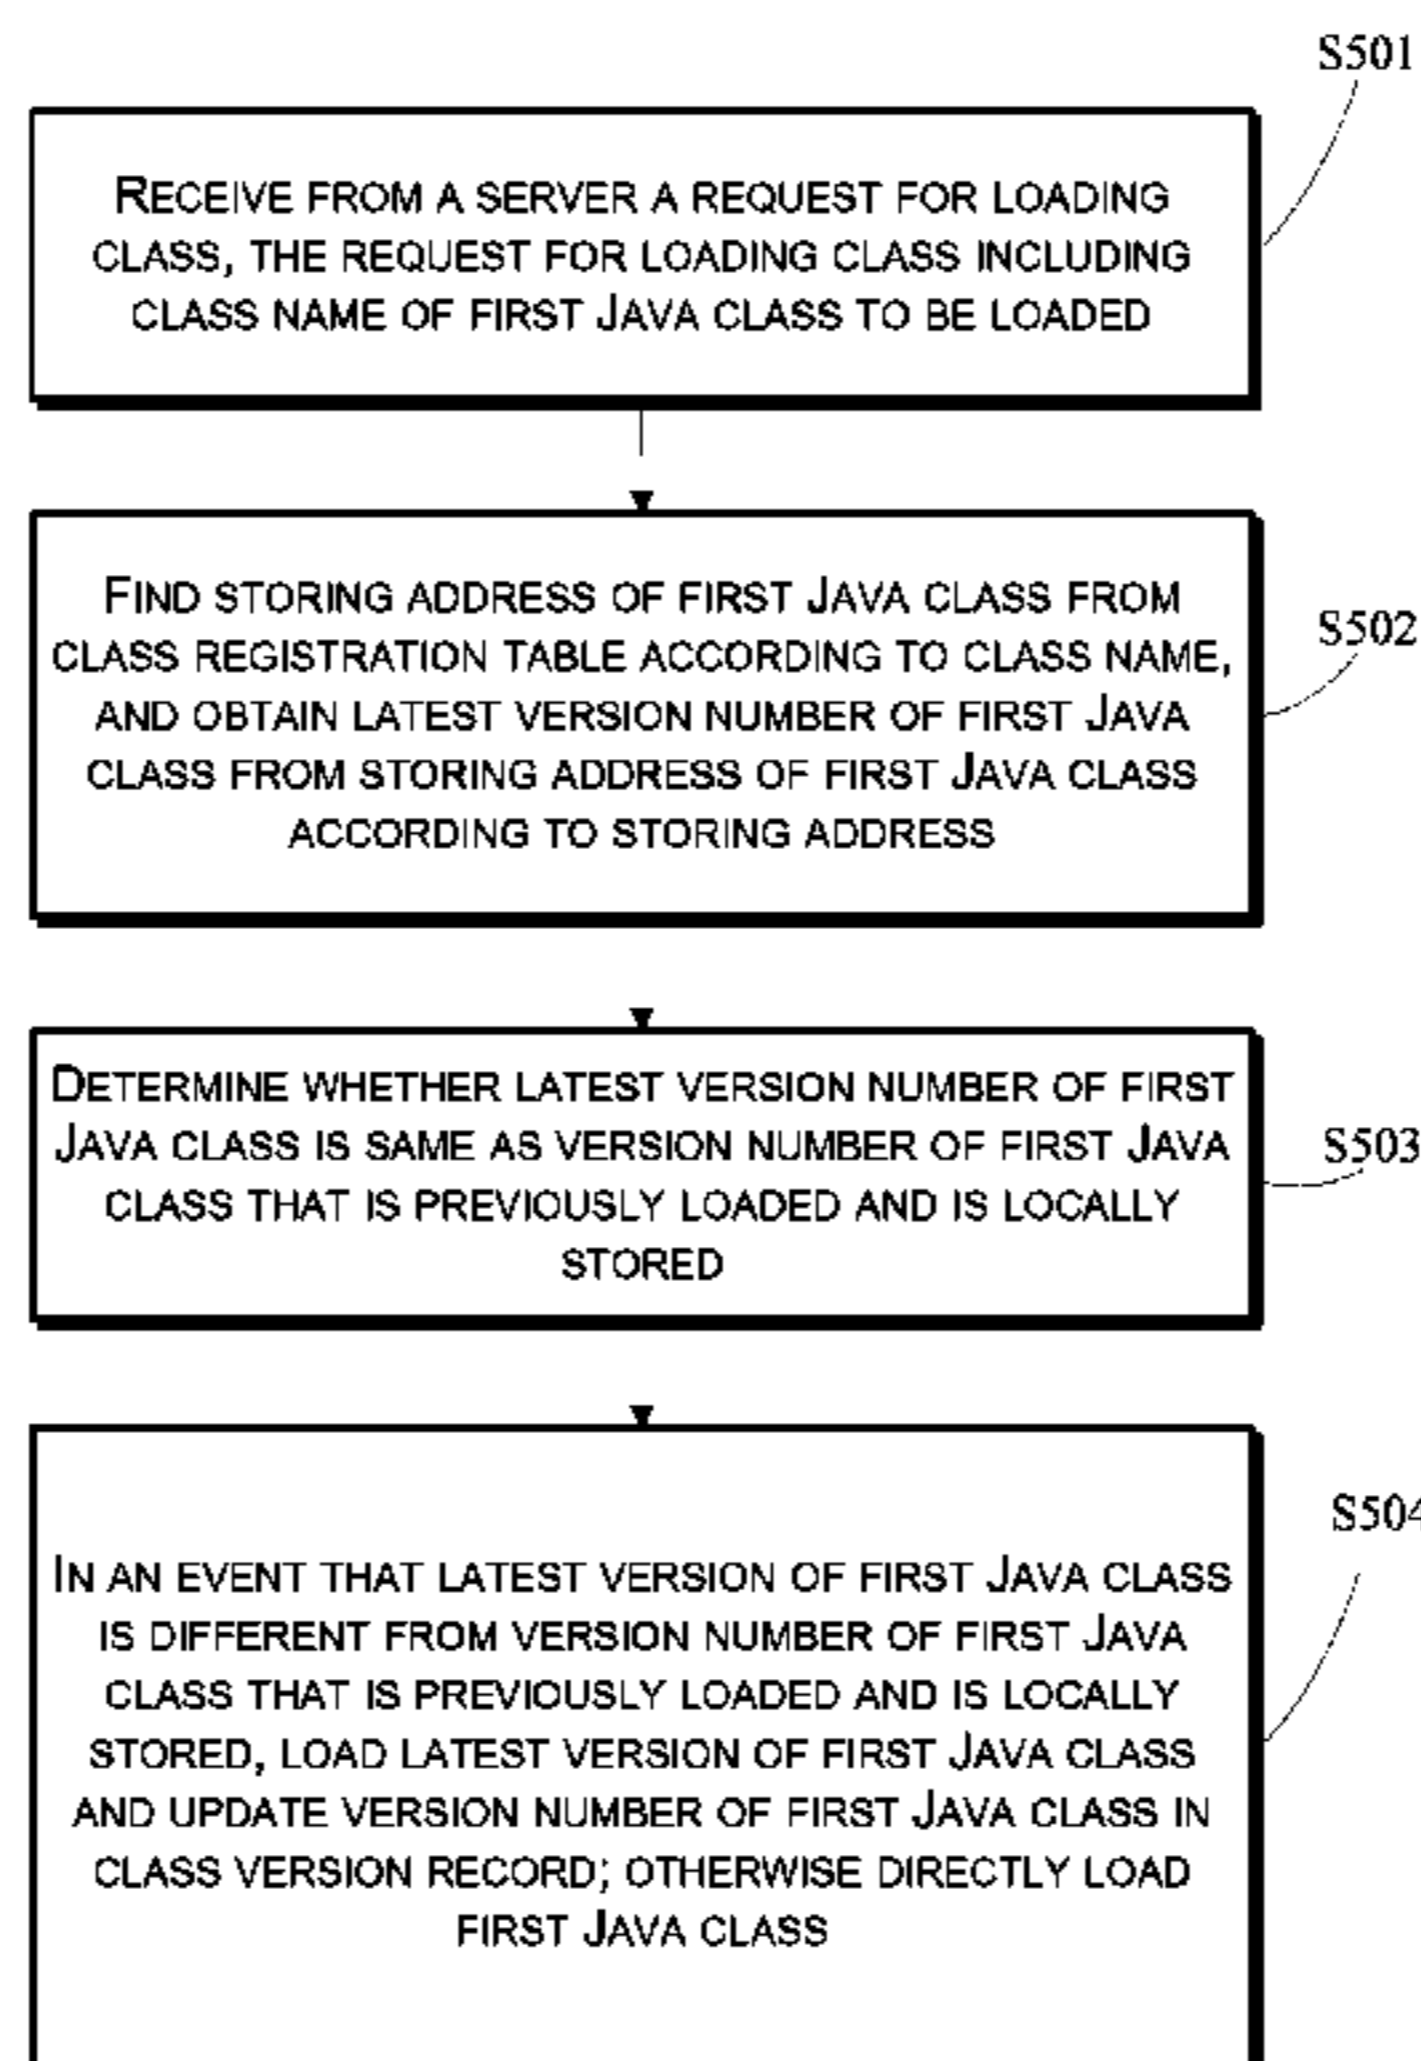 S501
RECEIVE FROM A SERVER A REQUEST FOR LOADING
CLASS, THE REQUEST FOR LOADING CLASS INCLUDING
CLASS NAME OF FIRST JAVA CLASS TO BE LOADED
FIND STORING ADDRESS OF FIRST JAVA CLASS FROM
CLASS REGISTRATION TABLE ACCORDING TO CLASS NAME,
AND OBTAIN LATEST VERSION NUMBER OF FIRST JAVA
CLASS FROM STORING ADDRESS OF FIRST JAVA CLASS
ACCORDING TO STORING ADDRESS
S502
DETERMINE WHETHER LATEST VERSION NUMBER OF FIRST
JAVA CLASS IS SAME AS VERSION NUMBER OF FIRST JAVA
CLASS THAT IS PREVIOUSLY LOADED AND IS LOCALLY
STORED
S503
S504
IN AN EVENT THAT LATEST VERSION OF FIRST JAVA CLASS
IS DIFFERENT FROM VERSION NUMBER OF FIRST JAVA
CLASS THAT IS PREVIOUSLY LOADED AND IS LOCALLY
STORED, LOAD LATEST VERSION OF FIRST JAVA CLASS
AND UPDATE VERSION NUMBER OF FIRST JAVA CLASS IN
CLASS VERSION RECORD; OTHERWISE DIRECTLY LOAD
FIRST JAVA CLASS